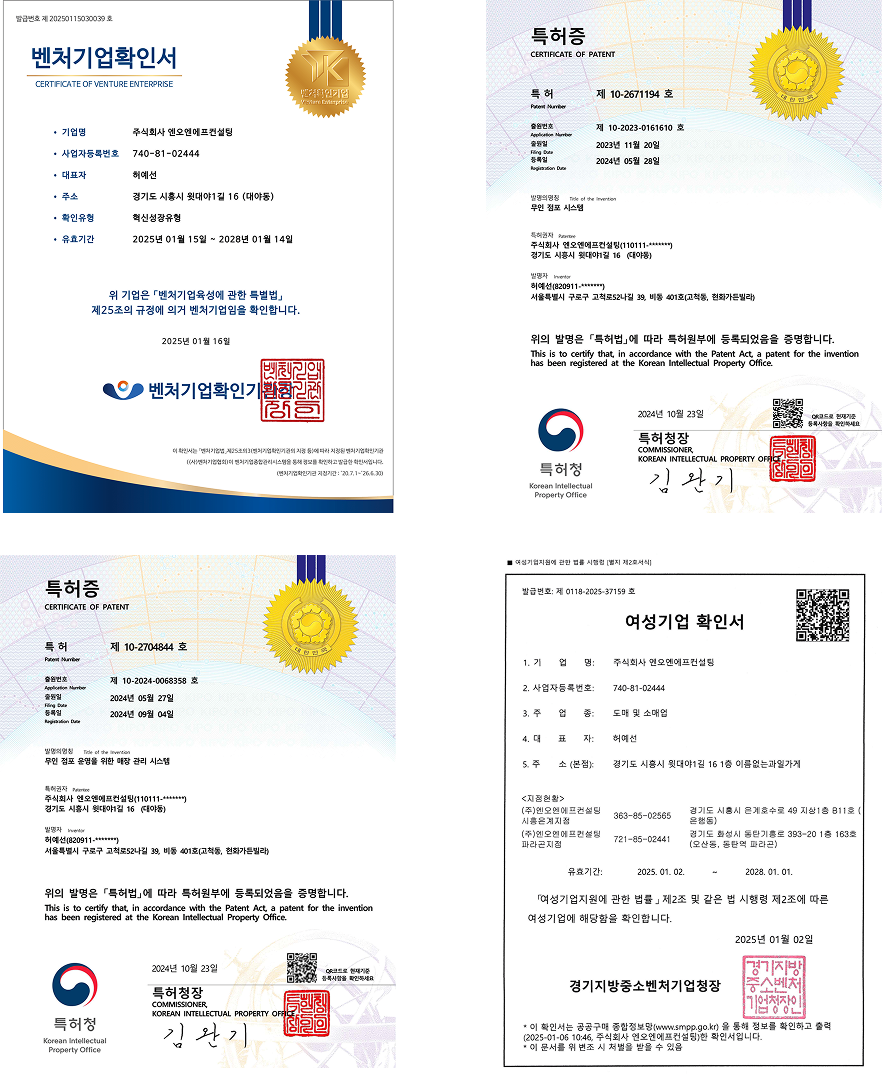 발급번호 제 20250115030039 호
벤처기업확인서
CERTIFICATE OF VENTURE ENTERPRISE
벤처확인기업
Venture Enterprise
• 기업명 주식회사 엔오엔에프컨설팅
• 사업자등록번호 740-81-02444
• 대표자 허예선
• 주소 경기도 시흥시 윗대야1길 16 (대야동)
• 확인유형 혁신성장유형
• 유효기간 2025년 01월 15일 ~ 2028년 01월 14일
위 기업은「벤처기업육성에 관한 특별법」
제25조의 규정에 의거 벤처기업임을 확인합니다.
2025년 01월 16일
벤처기업확인기관장
이 확인서는「벤처기업법」제25조의3(벤처기업확인기관의 지정 등)에 따라 지정된 벤처기업확인기관
((사)벤처기업협회)이 벤처기업종합관리시스템을 통해 정보를 확인하고 발급한 확인서입니다.
(벤처기업확인기관 지정기간 : '20.7.1~'26.6.30)
특허증
CERTIFICATE OF PATENT
대한민국
특 허 제 10-2671194 호
Patent Number
출원번호 제 10-2023-0161610 호
Application Number
출원일 2023년 11월 20일
Filing Date
등록일 2024년 05월 28일
Registration Date
발명의명칭 Title of the Invention
무인 점포 시스템
특허권자 Patentee
주식회사 엔오엔에프컨설팅(110111-*******)
경기도 시흥시 윗대야1길 16 (대야동)
발명자 Inventor
허예선(820911-*******)
서울특별시 구로구 고척로52나길 39, 비동 401호(고척동, 현화가든빌라)
위의 발명은 「특허법」에 따라 특허원부에 등록되었음을 증명합니다.
This is to certify that, in accordance with the Patent Act, a patent for the invention
has been registered at the Korean Intellectual Property Office.
2024년 10월 23일
QR코드로 현재기준
등록사항을 확인하세요
특허청
Korean Intellectual
Property Office
특허청장
COMMISSIONER,
KOREAN INTELLECTUAL PROPERTY OFFICE
김완기
특허증
CERTIFICATE OF PATENT
대한민국
특 허 제 10-2704844 호
Patent Number
출원번호 제 10-2024-0068358 호
Application Number
출원일 2024년 05월 27일
Filing Date
등록일 2024년 09월 04일
Registration Date
발명의명칭 Title of the Invention
무인 점포 운영을 위한 매장 관리 시스템
특허권자 Patentee
주식회사 엔오엔에프컨설팅(110111-*******)
경기도 시흥시 윗대야1길 16 (대야동)
발명자 Inventor
허예선(820911-*******)
서울특별시 구로구 고척로52나길 39, 비동 401호(고척동, 현화가든빌라)
위의 발명은 「특허법」에 따라 특허원부에 등록되었음을 증명합니다.
This is to certify that, in accordance with the Patent Act, a patent for the invention
has been registered at the Korean Intellectual Property Office.
2024년 10월 23일
QR코드로 현재기준
등록사항을 확인하세요
특허청
Korean Intellectual
Property Office
특허청장
COMMISSIONER,
KOREAN INTELLECTUAL PROPERTY OFFICE
김완기
■ 여성기업지원에 관한 법률 시행령 [별지 제2호서식]
발급번호: 제 0118-2025-37159 호
여성기업 확인서
1. 기 업 명: 주식회사 엔오엔에프컨설팅
2. 사업자등록번호: 740-81-02444
3. 주 업 종: 도매 및 소매업
4. 대 표 자: 허예선
5. 주 소 (본점): 경기도 시흥시 윗대야1길 16 1층 이름없는과일가게
<지점현황>
(주)엔오엔에프컨설팅 시흥은계지점 363-85-02565 경기도 시흥시 은계호수로 49 지상1층 B11호 (은행동)
(주)엔오엔에프컨설팅 파라곤지점 721-85-02441 경기도 화성시 동탄기흥로 393-20 1층 163호 (오산동, 동탄역 파라곤)
유효기간: 2025. 01. 02. ~ 2028. 01. 01.
「여성기업지원에 관한 법률」제2조 및 같은 법 시행령 제2조에 따른
여성기업에 해당함을 확인합니다.
2025년 01월 02일
경기지방중소벤처기업청장
경기지방
중소벤처
기업청장인
* 이 확인서는 공공구매 종합정보망(www.smpp.go.kr) 을 통해 정보를 확인하고 출력
(2025-01-06 10:46, 주식회사 엔오엔에프컨설팅)한 확인서입니다.
* 이 문서를 위 변조 시 처벌을 받을 수 있음